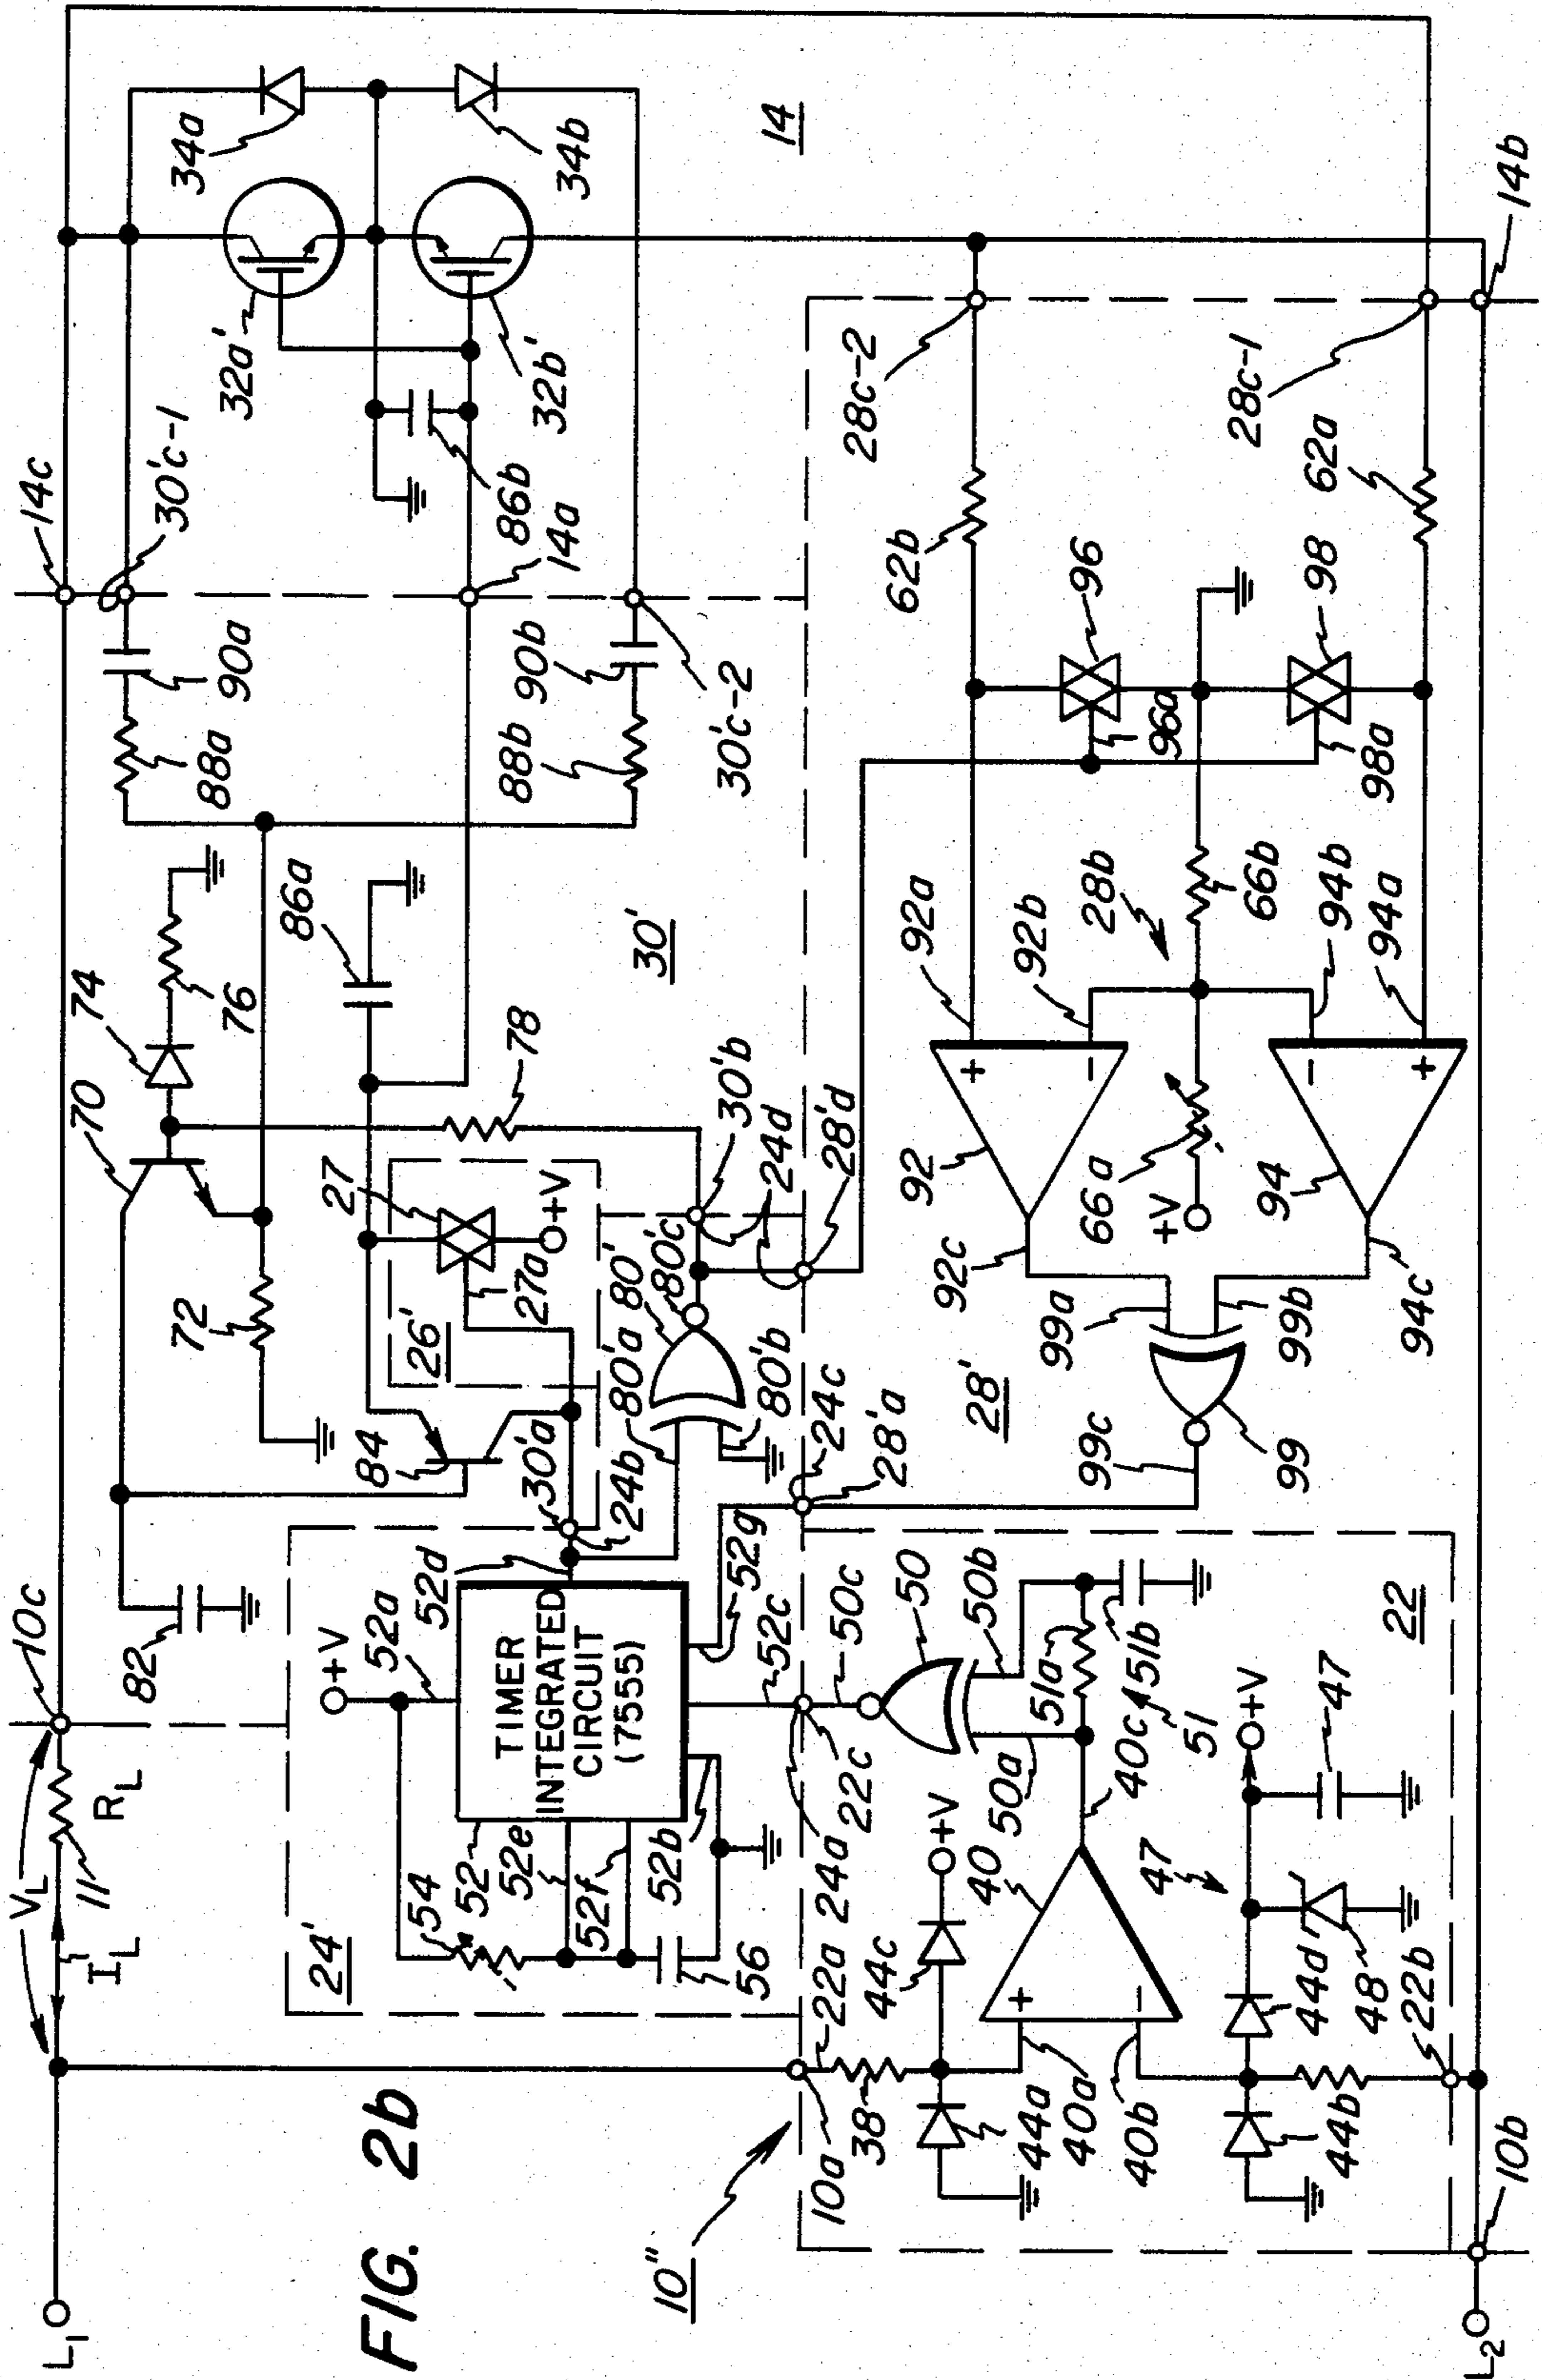 FIG. 2b
L1
VL
IL
11
RL
10c
14c
30'c-1
34a
32a'
34b
32b'
14
86b
14a
90a
88a
90b
88b
30'c-2
82
70
74
76
72
86a
30'
84
27
26'
27a
+V
78
30'a
24b
80'a
80'
80'c
80'b
30'b
24d
28'd
24c
28'a
24'
+V
52a
52d
TIMER
INTEGRATED
CIRCUIT
(7555)
54
52
52e
52f
52b
56
52g
52c
50c
24a
22c
10"
10a
22a
38
44c
+V
44a
40a
40
40b
50
50a
50b
51a
51b
51
40c
22
47
+V
47
44d
48
22b
44b
10b
L2
28'
99c
99
99a
99b
92c
94c
92
92a
92b
66a
+V
94
94b
94a
28b
66b
62b
96
96a
98
98a
62a
28c-2
28c-1
14b